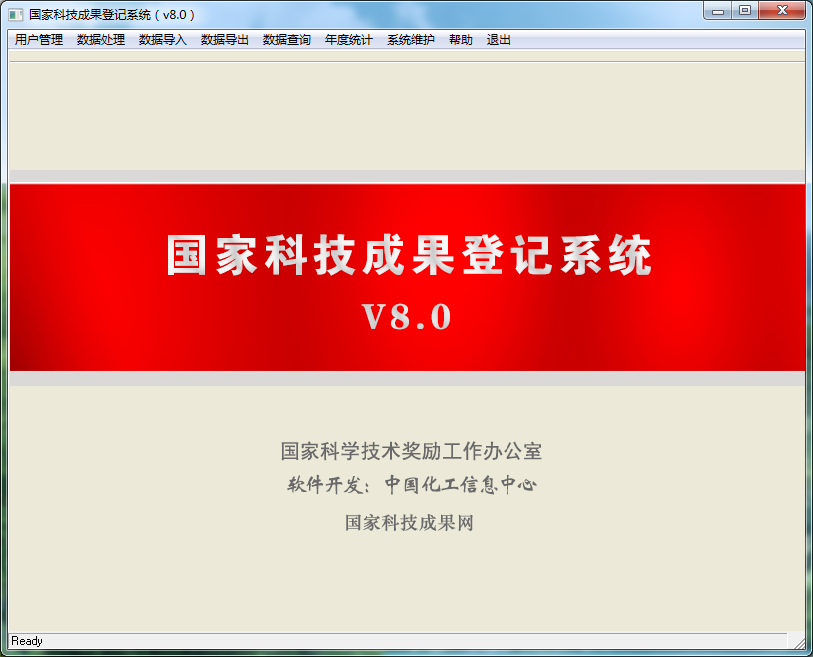 国家科技成果登记系统（v8.0）
用户管理 数据处理 数据导入 数据导出 数据查询 年度统计 系统维护 帮助 退出
国家科技成果登记系统
V8.0
国家科学技术奖励工作办公室
软件开发：中国化工信息中心
国家科技成果网
Ready